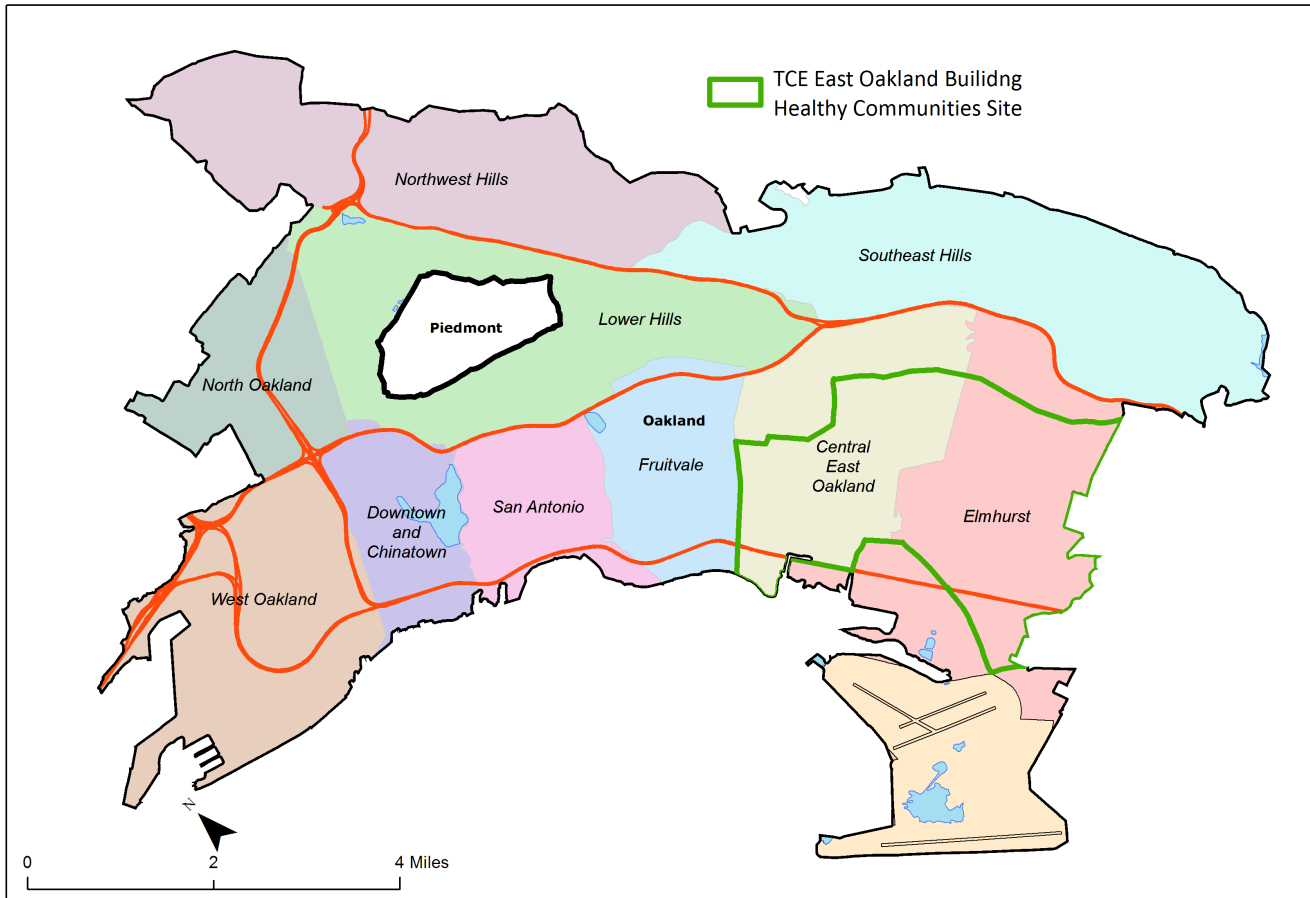 TCE East Oakland Builidng
Healthy Communities Site
Northwest Hills
Southeast Hills
Lower Hills
Piedmont
North Oakland
Oakland
Fruitvale
Central
East
Oakland
San Antonio
Downtown
and
Chinatown
Elmhurst
West Oakland
N
0
2
4 Miles